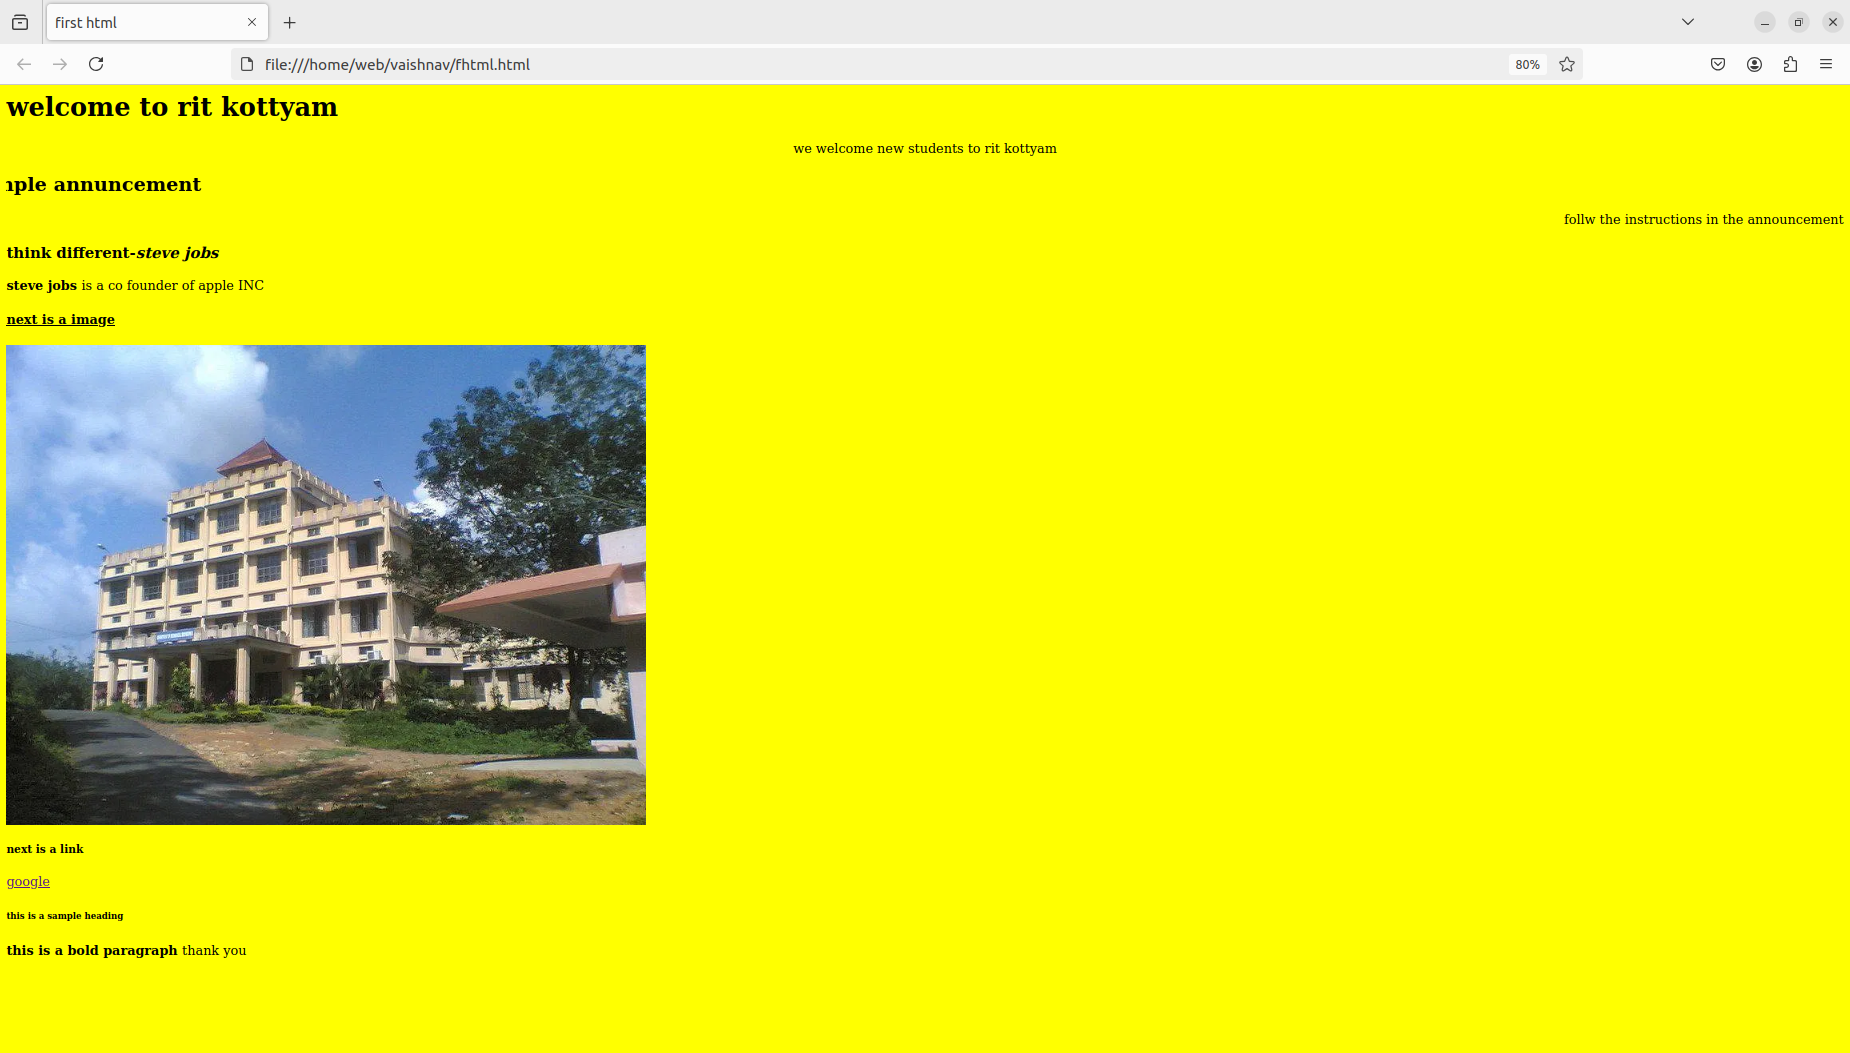 first html
file:///home/web/vaishnav/fhtml.html
80%
welcome to rit kottyam
we welcome new students to rit kottyam
mple annuncement
follw the instructions in the announcement
think different-steve jobs
steve jobs is a co founder of apple INC
next is a image
next is a link
google
this is a sample heading
this is a bold paragraph thank you